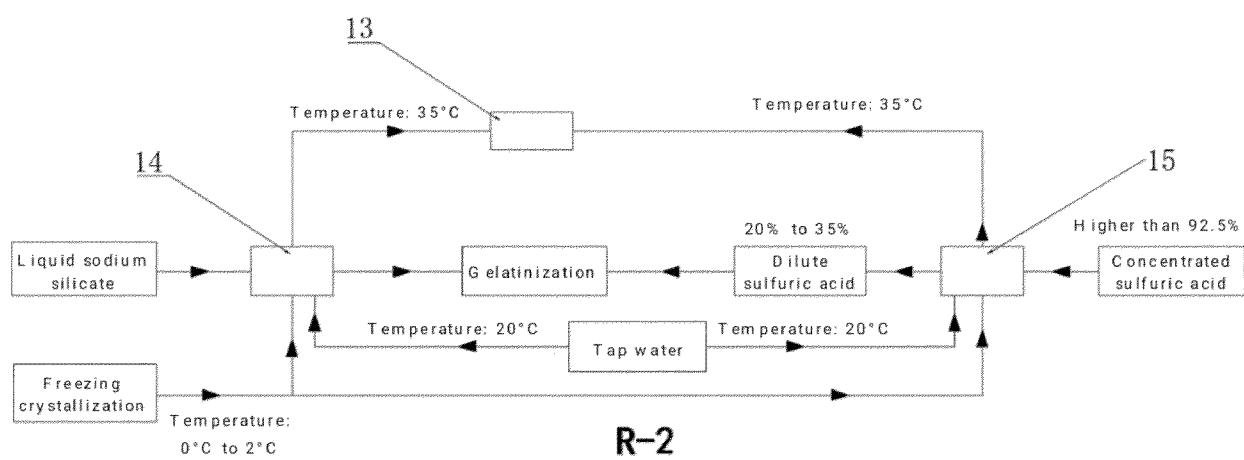 13
Temperature: 35°C
Temperature: 35°C
14
15
20% to 35%
Higher than 92.5%
Liquid sodium
silicate
Gelatinization
Dilute
sulfuric acid
Concentrated
sulfuric acid
Temperature: 20°C
Tap water
Temperature: 20°C
Freezing
crystallization
Temperature:
0°C to 2°C
R-2